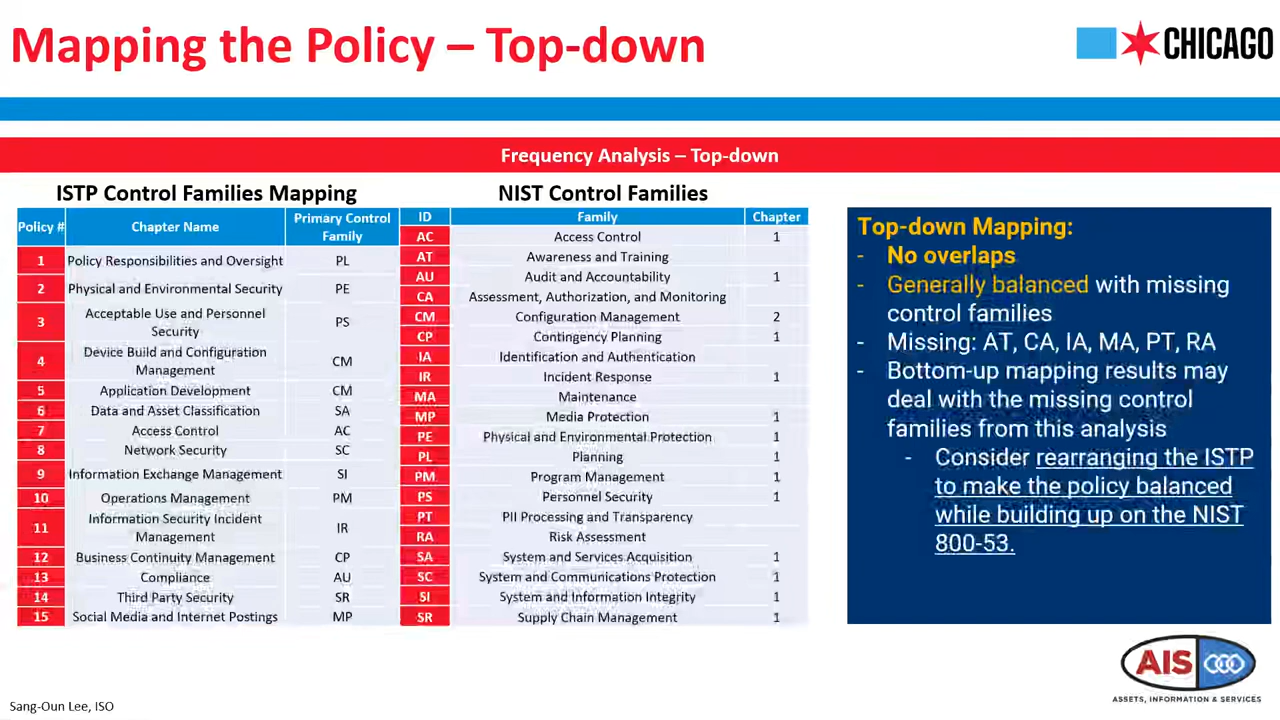 Mapping the Policy – Top-down
CHICAGO
Frequency Analysis – Top-down
ISTP Control Families Mapping
Policy # Chapter Name Primary Control Family
1 Policy Responsibilities and Oversight PL
2 Physical and Environmental Security PE
3 Acceptable Use and Personnel Security PS
4 Device Build and Configuration Management CM
5 Application Development CM
6 Data and Asset Classification SA
7 Access Control AC
8 Network Security SC
9 Information Exchange Management SI
10 Operations Management PM
11 Information Security Incident Management IR
12 Business Continuity Management CP
13 Compliance AU
14 Third Party Security SR
15 Social Media and Internet Postings MP
NIST Control Families
ID Family Chapter
AC Access Control 1
AT Awareness and Training
AU Audit and Accountability 1
CA Assessment, Authorization, and Monitoring
CM Configuration Management 2
CP Contingency Planning 1
IA Identification and Authentication
IR Incident Response 1
MA Maintenance
MP Media Protection 1
PE Physical and Environmental Protection 1
PL Planning 1
PM Program Management 1
PS Personnel Security 1
PT PII Processing and Transparency
RA Risk Assessment
SA System and Services Acquisition 1
SC System and Communications Protection 1
SI System and Information Integrity 1
SR Supply Chain Management 1
Top-down Mapping:
- No overlaps
- Generally balanced with missing
control families
- Missing: AT, CA, IA, MA, PT, RA
- Bottom-up mapping results may
deal with the missing control
families from this analysis
- Consider rearranging the ISTP
to make the policy balanced
while building up on the NIST
800-53.
AIS
ASSETS, INFORMATION & SERVICES
Sang-Oun Lee, ISO